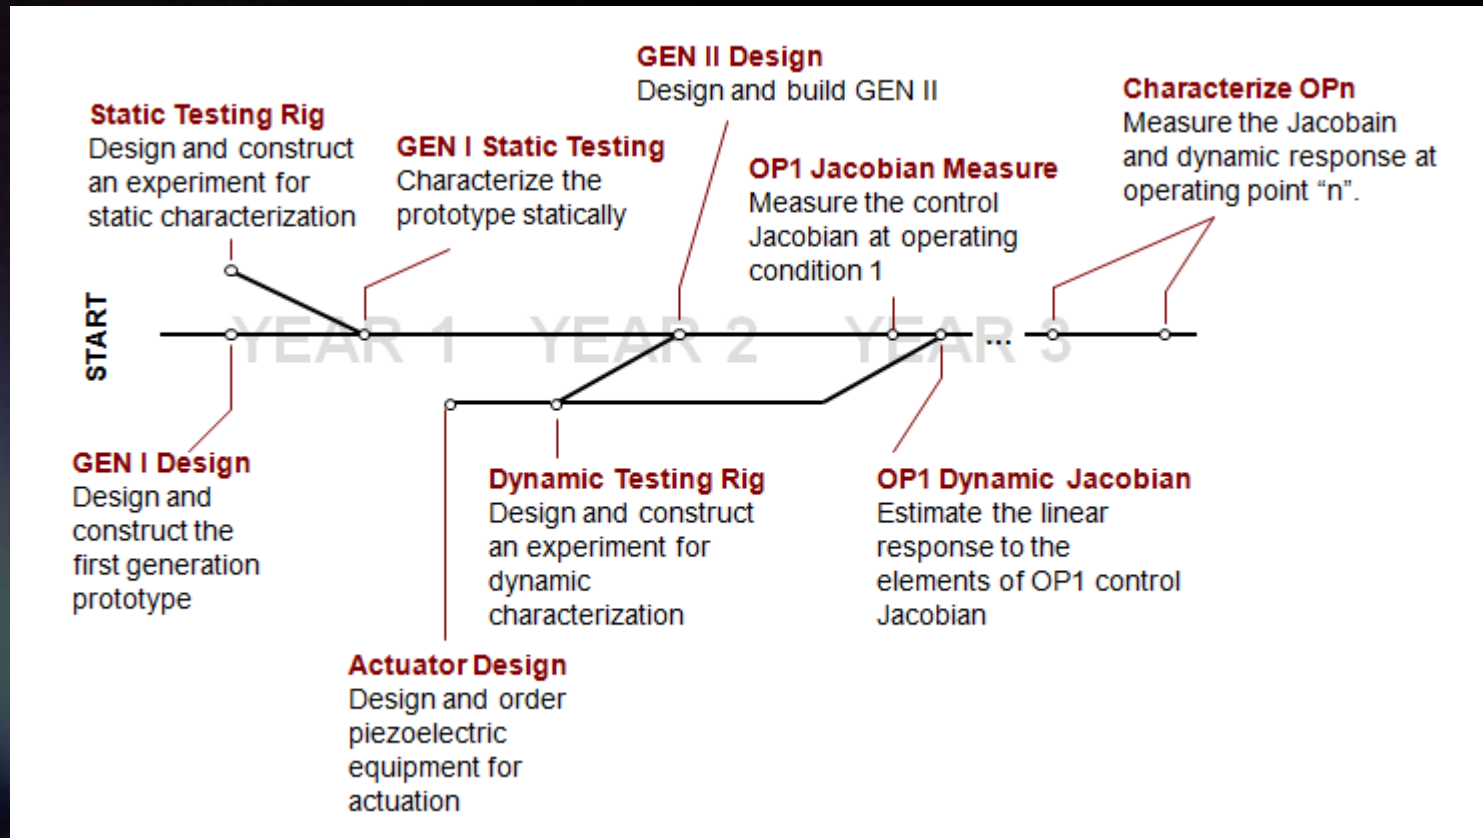 GEN II Design
Design and build GEN II
Characterize OPn
Measure the Jacobain
and dynamic response at
operating point “n”.
Static Testing Rig
Design and construct
an experiment for
static characterization
GEN I Static Testing
Characterize the
prototype statically
OP1 Jacobian Measure
Measure the control
Jacobian at operating
condition 1
START
YEAR 1
YEAR 2
YEAR 3
...
GEN I Design
Design and
construct the
first generation
prototype
Dynamic Testing Rig
Design and construct
an experiment for
dynamic
characterization
OP1 Dynamic Jacobian
Estimate the linear
response to the
elements of OP1 control
Jacobian
Actuator Design
Design and order
piezoelectric
equipment for
actuation